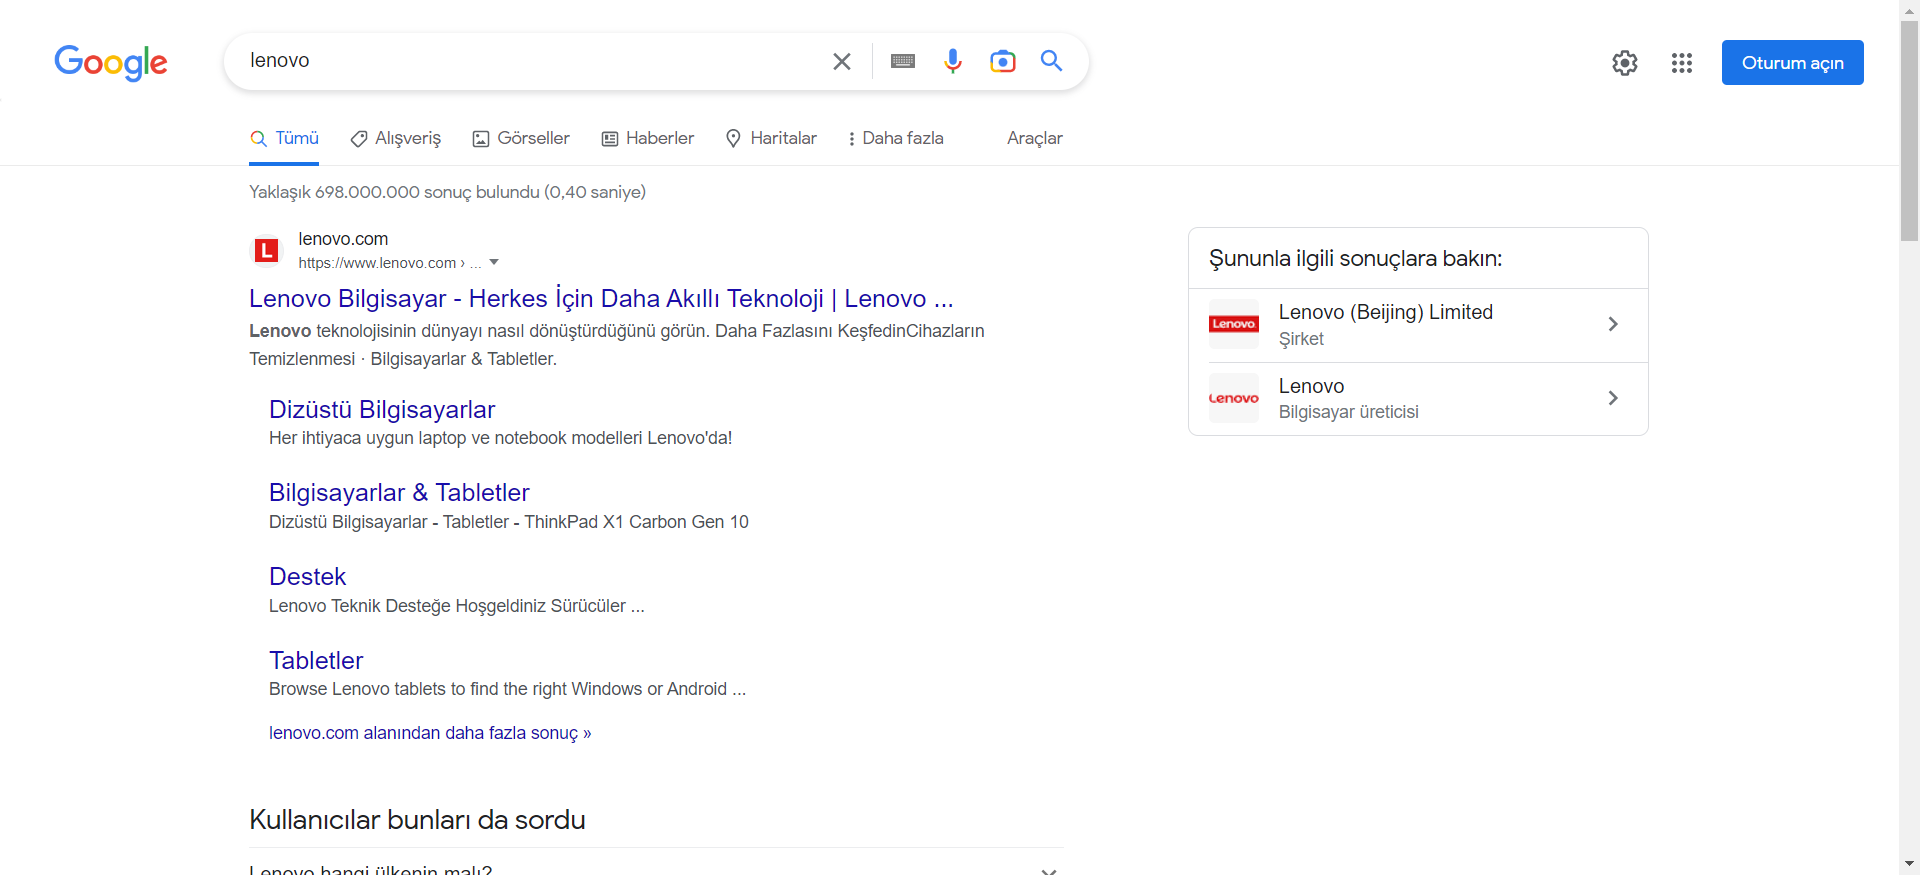 Google
lenovo
Oturum açın
Tümü
Alışveriş
Görseller
Haberler
Haritalar
Daha fazla
Araçlar
Yaklaşık 698.000.000 sonuç bulundu (0,40 saniye)
L
lenovo.com
https://www.lenovo.com › ...
Lenovo Bilgisayar - Herkes İçin Daha Akıllı Teknoloji | Lenovo ...
Lenovo teknolojisinin dünyayı nasıl dönüştürdüğünü görün. Daha Fazlasını KeşfedinCihazların
Temizlenmesi · Bilgisayarlar & Tabletler.
Dizüstü Bilgisayarlar
Her ihtiyaca uygun laptop ve notebook modelleri Lenovo'da!
Bilgisayarlar & Tabletler
Dizüstü Bilgisayarlar - Tabletler - ThinkPad X1 Carbon Gen 10
Destek
Lenovo Teknik Desteğe Hoşgeldiniz Sürücüler ...
Tabletler
Browse Lenovo tablets to find the right Windows or Android ...
lenovo.com alanından daha fazla sonuç »
Kullanıcılar bunları da sordu
Lenovo hangi ülkenin malı?
Şununla ilgili sonuçlara bakın:
Lenovo
Lenovo (Beijing) Limited
Şirket
Lenovo
Lenovo
Bilgisayar üreticisi